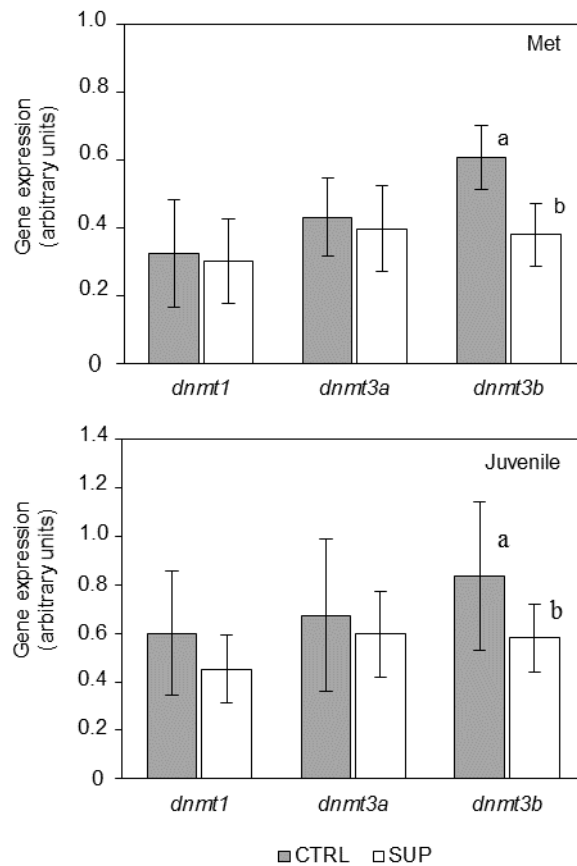 1.0
Met
0.8
a
0.6
b
0.4
0.2
0
Gene expression
(arbitrary units)
dnmt1 dnmt3a dnmt3b
1.4
Juvenile
1.2
1.0
a
0.8
b
0.6
0.4
0.2
0
Gene expression
(arbitrary units)
dnmt1 dnmt3a dnmt3b
CTRL SUP